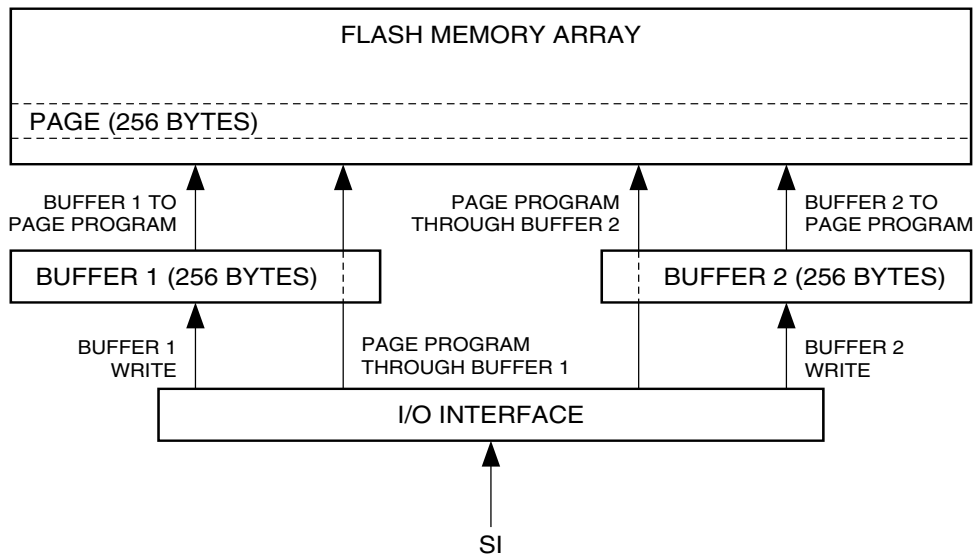 FLASH MEMORY ARRAY
PAGE (256 BYTES)
BUFFER 1 TO
PAGE PROGRAM
PAGE PROGRAM
THROUGH BUFFER 2
BUFFER 2 TO
PAGE PROGRAM
BUFFER 1 (256 BYTES)
BUFFER 2 (256 BYTES)
BUFFER 1
WRITE
PAGE PROGRAM
THROUGH BUFFER 1
BUFFER 2
WRITE
I/O INTERFACE
SI